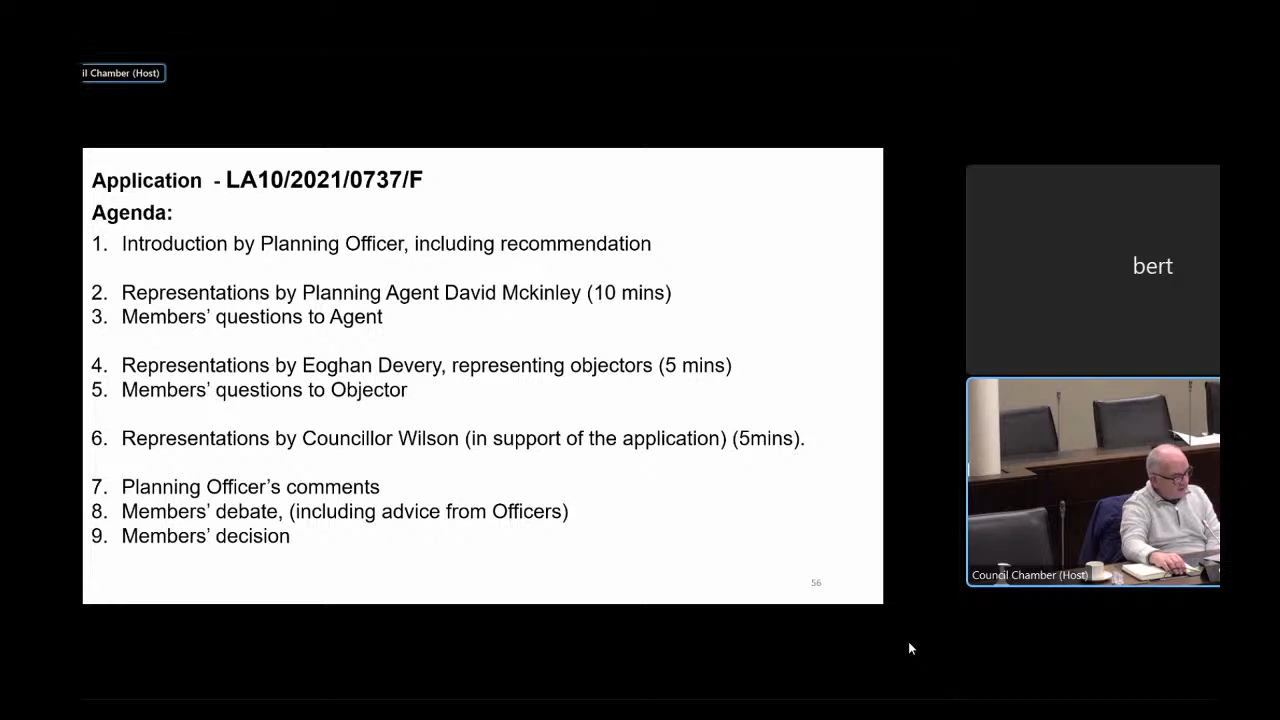 il Chamber (Host)
Application - LA10/2021/0737/F
Agenda:
1. Introduction by Planning Officer, including recommendation
2. Representations by Planning Agent David Mckinley (10 mins)
3. Members' questions to Agent
4. Representations by Eoghan Devery, representing objectors (5 mins)
5. Members' questions to Objector
6. Representations by Councillor Wilson (in support of the application) (5mins).
7. Planning Officer's comments
8. Members' debate, (including advice from Officers)
9. Members' decision
56
bert
Council Chamber (Host)